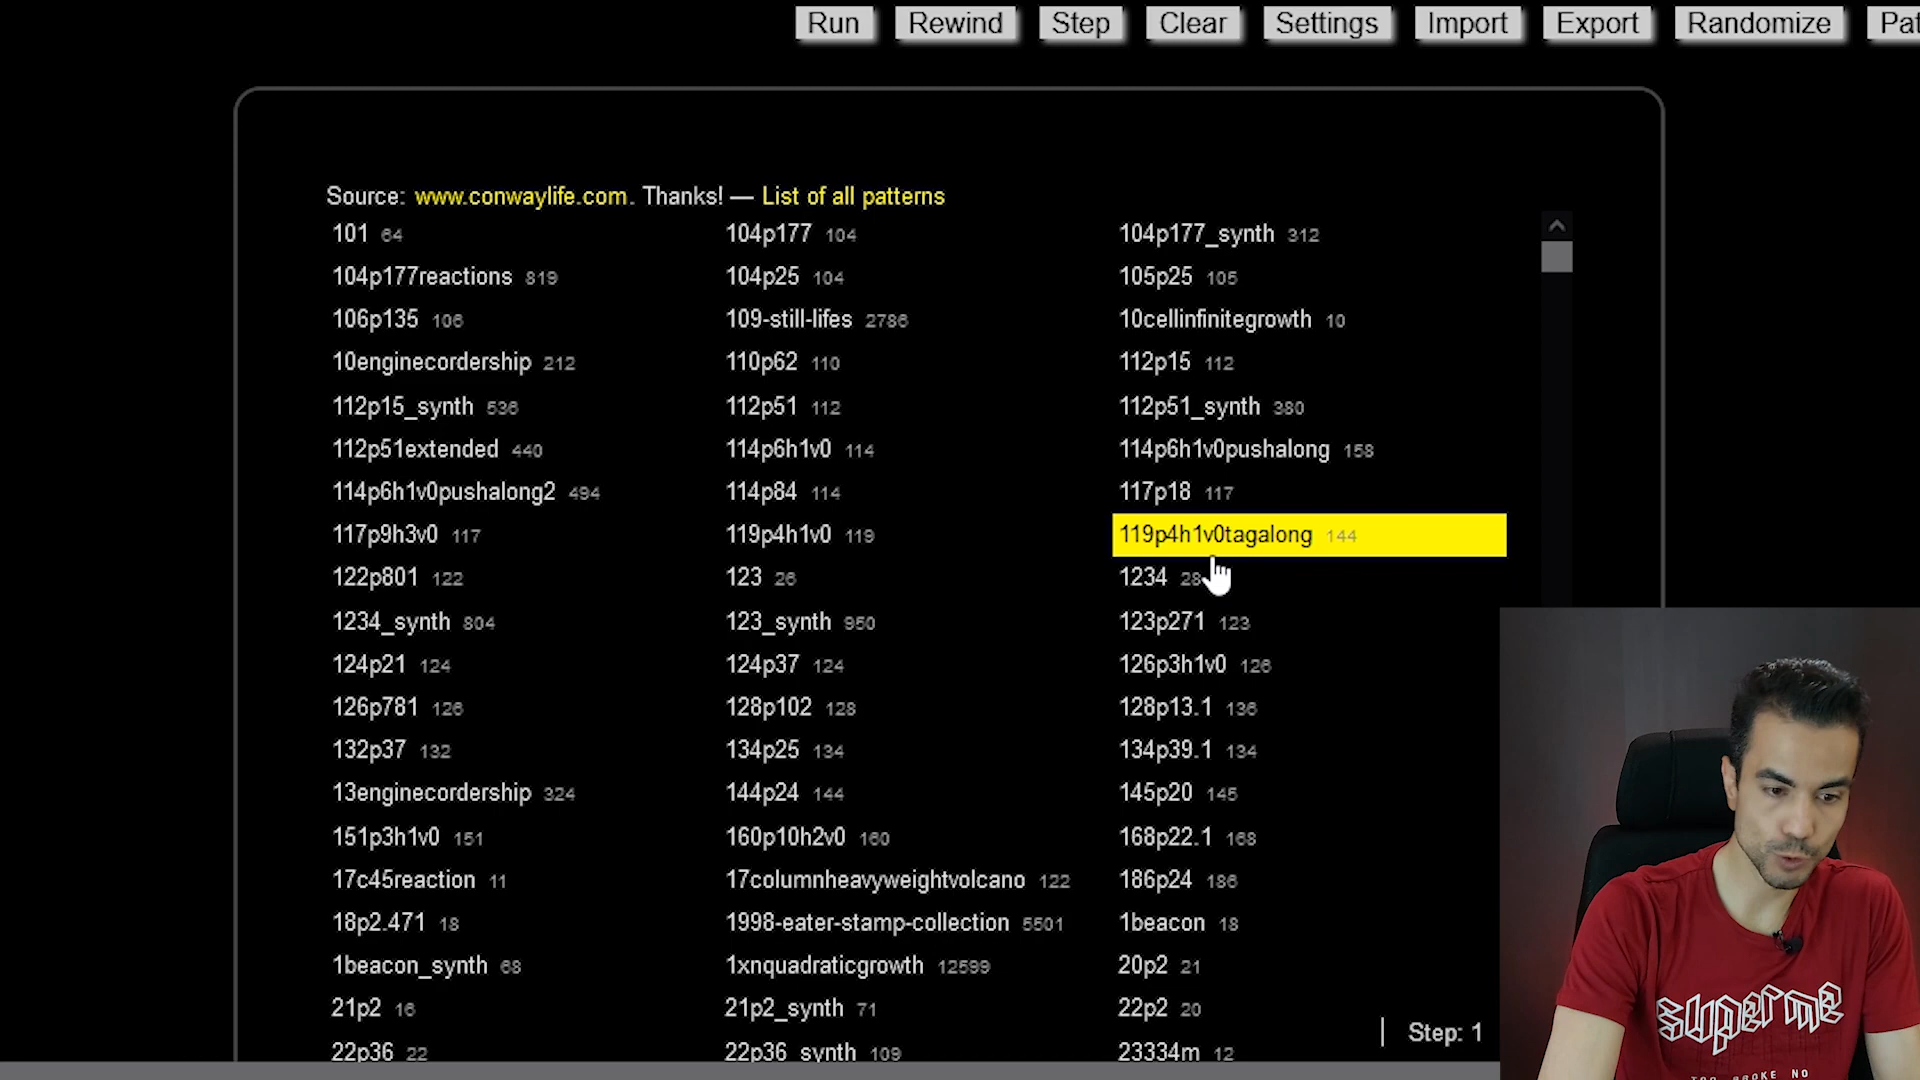 Run Rewind Step Clear Settings Import Export Randomize Pat
Source: www.conwaylife.com. Thanks! — List of all patterns
101 64 104p177 104 104p177_synth 312
104p177reactions 819 104p25 104 105p25 105
106p135 106 109-still-lifes 2786 10cellinfinitegrowth 10
10enginecordership 212 110p62 110 112p15 112
112p15_synth 536 112p51 112 112p51_synth 380
112p51extended 440 114p6h1v0 114 114p6h1v0pushalong 158
114p6h1v0pushalong2 494 114p84 114 117p18 117
117p9h3v0 117 119p4h1v0 119 119p4h1v0tagalong 144
122p801 122 123 26 1234 28
1234_synth 804 123_synth 950 123p271 123
124p21 124 124p37 124 126p3h1v0 126
126p781 126 128p102 128 128p13.1 136
132p37 132 134p25 134 134p39.1 134
13enginecordership 324 144p24 144 145p20 145
151p3h1v0 151 160p10h2v0 160 168p22.1 168
17c45reaction 11 17columnheavyweightvolcano 122 186p24 186
18p2.471 18 1998-eater-stamp-collection 5501 1beacon 18
1beacon_synth 68 1xnquadraticgrowth 12599 20p2 21
21p2 16 21p2_synth 71 22p2 20
22p36 22 22p36_synth 109 23334m 12
Step: 1
superme
TOO BROKE NO